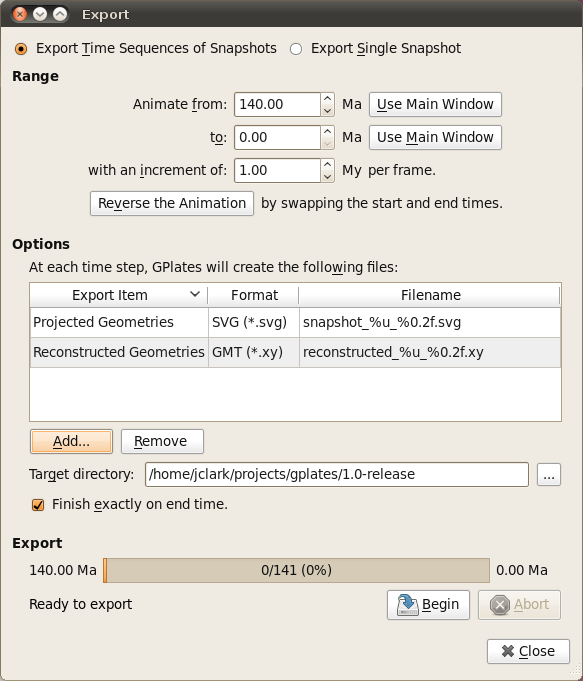 Export
Export Time Sequences of Snapshots Export Single Snapshot
Range
Animate from: 140.00 Ma Use Main Window
to: 0.00 Ma Use Main Window
with an increment of: 1.00 My per frame.
Reverse the Animation by swapping the start and end times.
Options
At each time step, GPlates will create the following files:
Export Item Format Filename
Projected Geometries SVG (*.svg) snapshot_%u_%0.2f.svg
Reconstructed Geometries GMT (*.xy) reconstructed_%u_%0.2f.xy
Add... Remove
Target directory: /home/jclark/projects/gplates/1.0-release ...
Finish exactly on end time.
Export
140.00 Ma 0/141 (0%) 0.00 Ma
Ready to export Begin Abort
Close